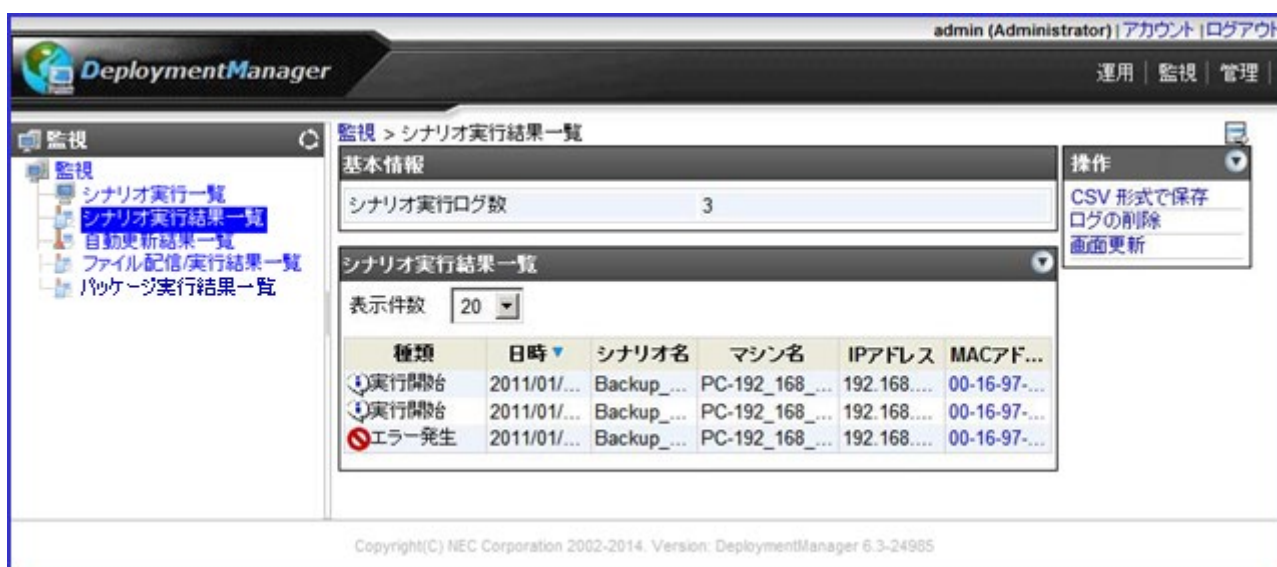 admin (Administrator) | アカウント | ログアウト
DeploymentManager
運用 | 監視 | 管理 |
監視
監視
シナリオ実行一覧
シナリオ実行結果一覧
自動更新結果一覧
ファイル配信/実行結果一覧
パッケージ実行結果一覧
監視 > シナリオ実行結果一覧
基本情報
シナリオ実行ログ数 3
シナリオ実行結果一覧
表示件数 20
種類 日時 シナリオ名 マシン名 IPアドレス MACアド...
実行開始 2011/01/... Backup_... PC-192_168_... 192.168.... 00-16-97-...
実行開始 2011/01/... Backup_... PC-192_168_... 192.168.... 00-16-97-...
エラー発生 2011/01/... Backup_... PC-192_168_... 192.168.... 00-16-97-...
操作
CSV 形式で保存
ログの削除
画面更新
Copyright(C) NEC Corporation 2002-2014. Version: DeploymentManager 6.3-24985